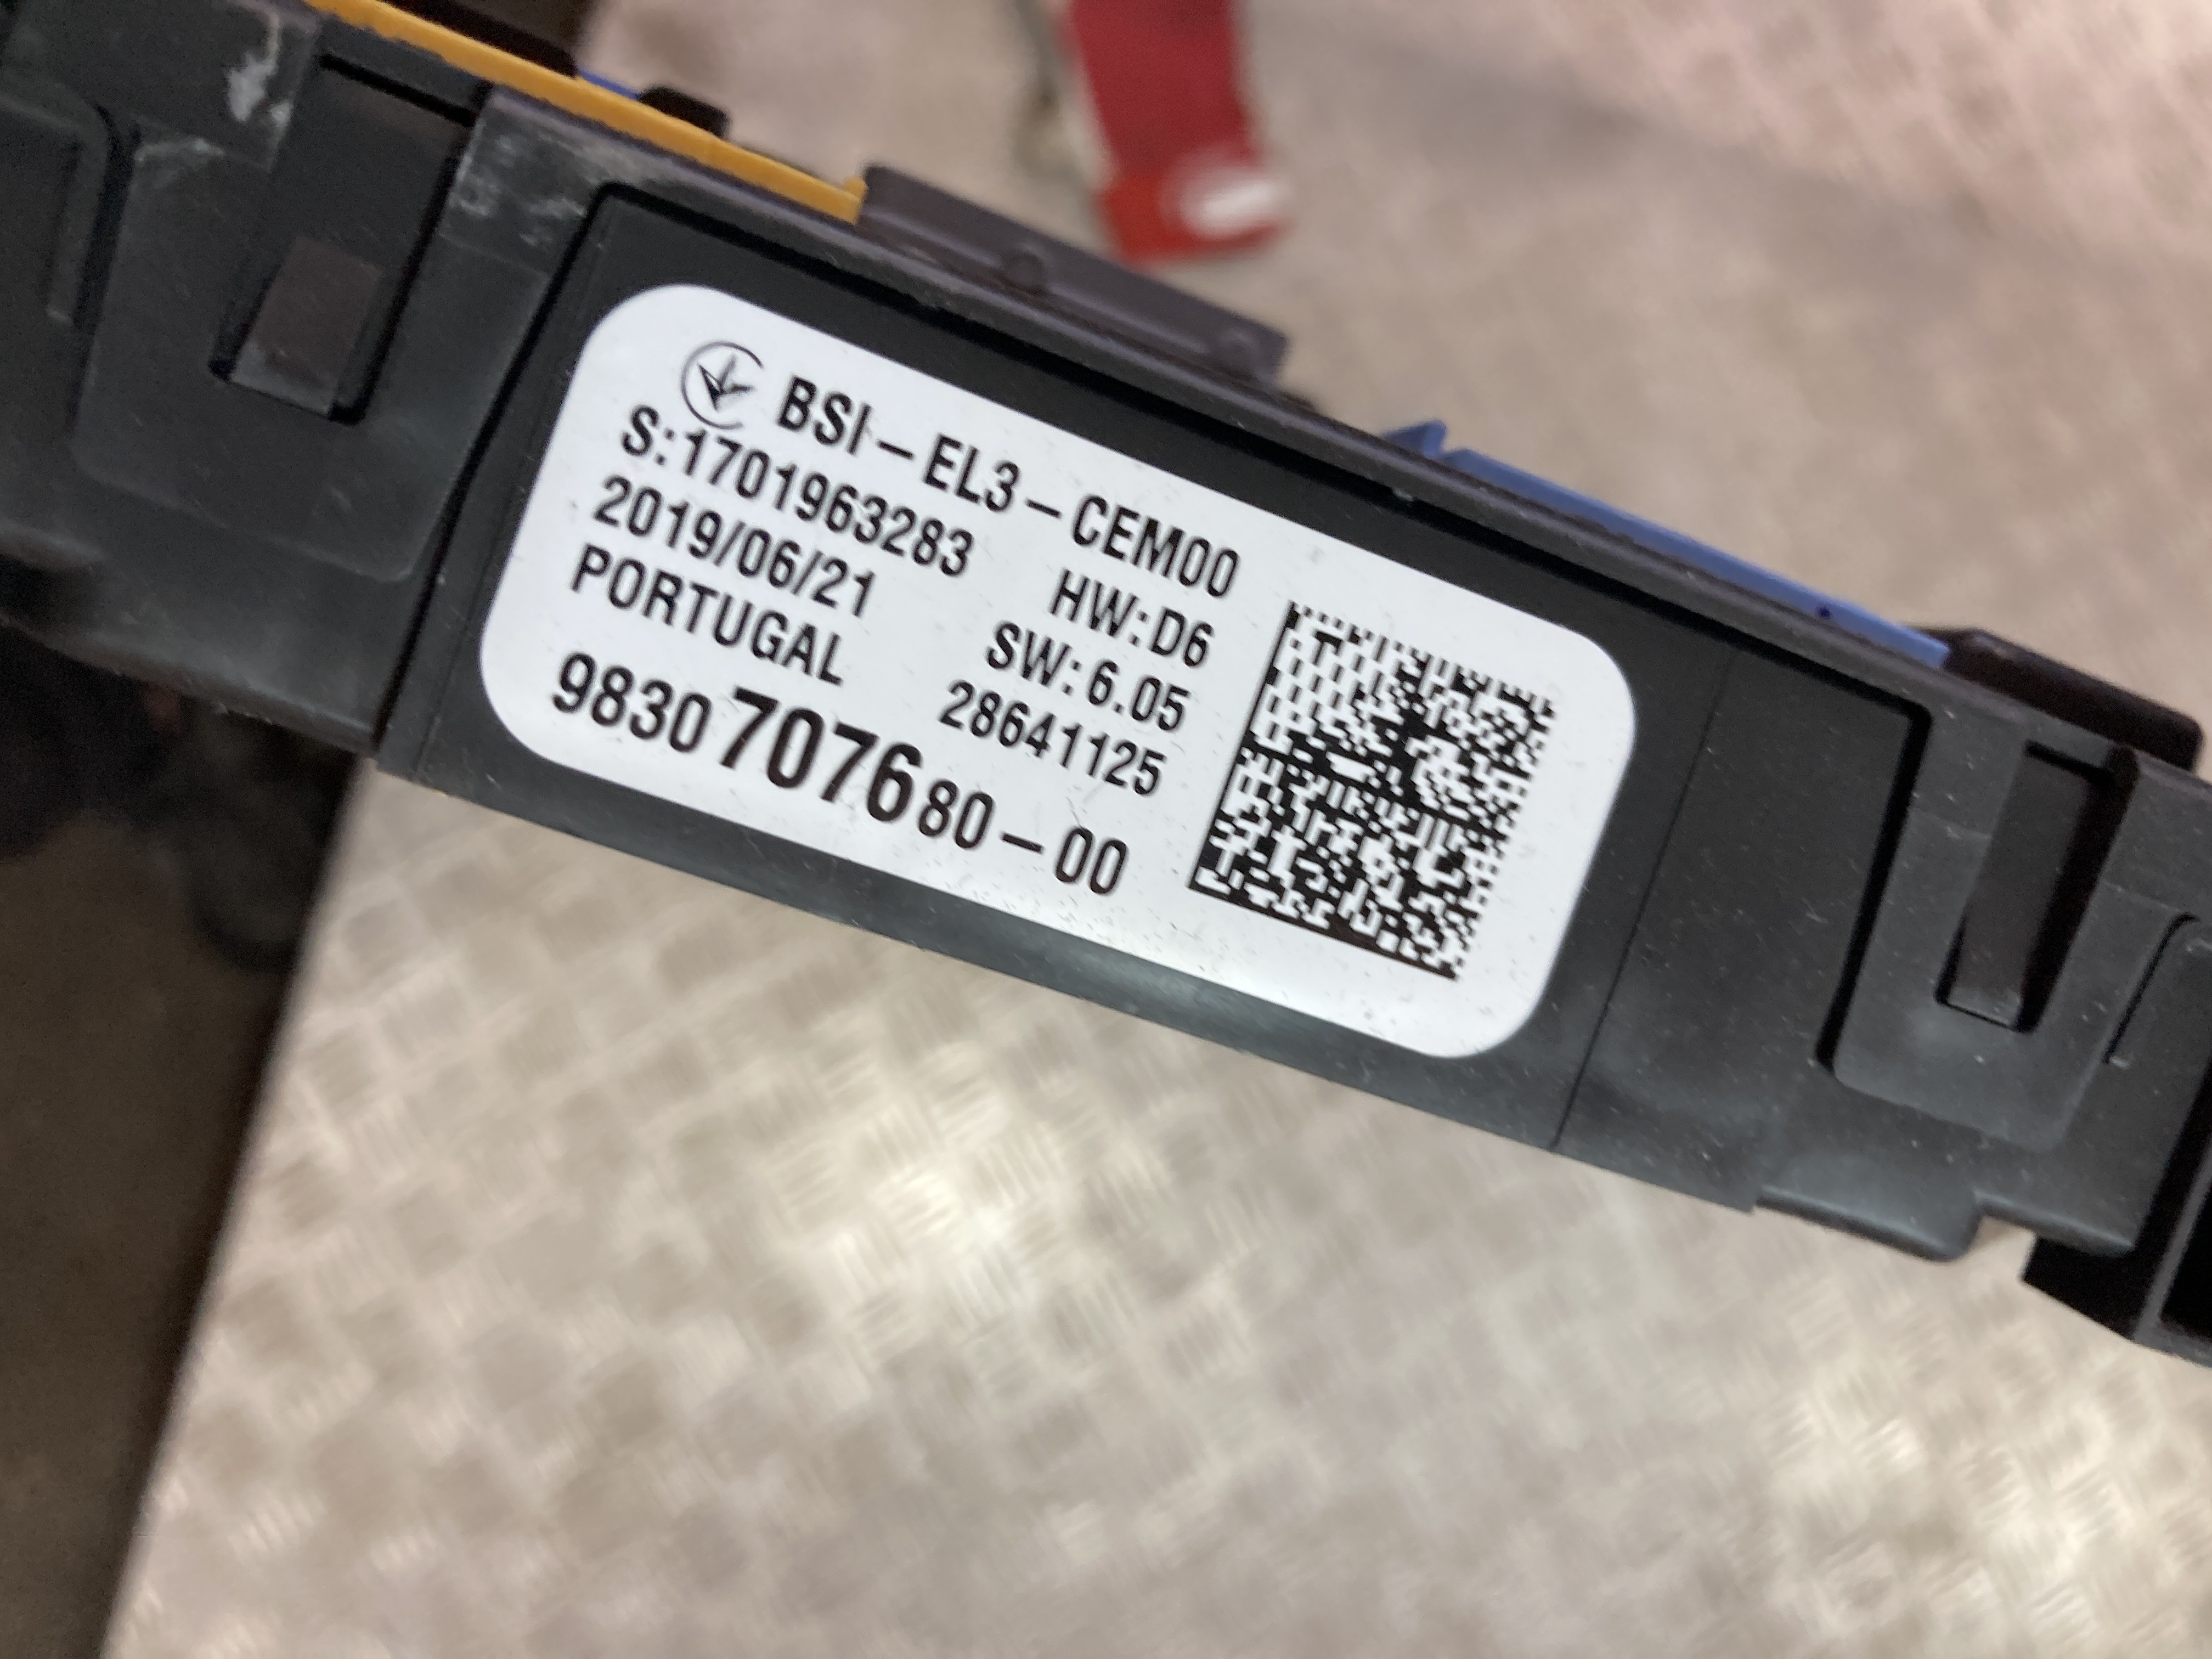 BSI-EL3-CEM00
S:1701963283 HW:D6
2019/06/21 SW:6.05
PORTUGAL 28641125
9830707680-00